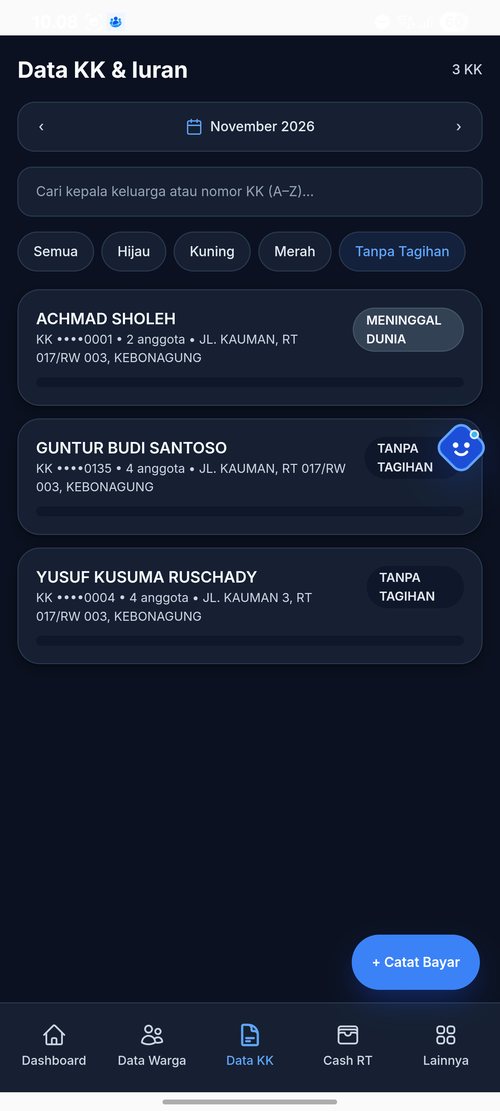 10.08
Data KK & Iuran
3 KK
‹
November 2026
›
Cari kepala keluarga atau nomor KK (A–Z)...
Semua
Hijau
Kuning
Merah
Tanpa Tagihan
ACHMAD SHOLEH
MENINGGAL
DUNIA
KK ••••0001 • 2 anggota • JL. KAUMAN, RT
017/RW 003, KEBONAGUNG
GUNTUR BUDI SANTOSO
TANPA
TAGIHAN
KK ••••0135 • 4 anggota • JL. KAUMAN, RT 017/RW
003, KEBONAGUNG
YUSUF KUSUMA RUSCHADY
TANPA
TAGIHAN
KK ••••0004 • 4 anggota • JL. KAUMAN 3, RT
017/RW 003, KEBONAGUNG
+ Catat Bayar
Dashboard
Data Warga
Data KK
Cash RT
Lainnya